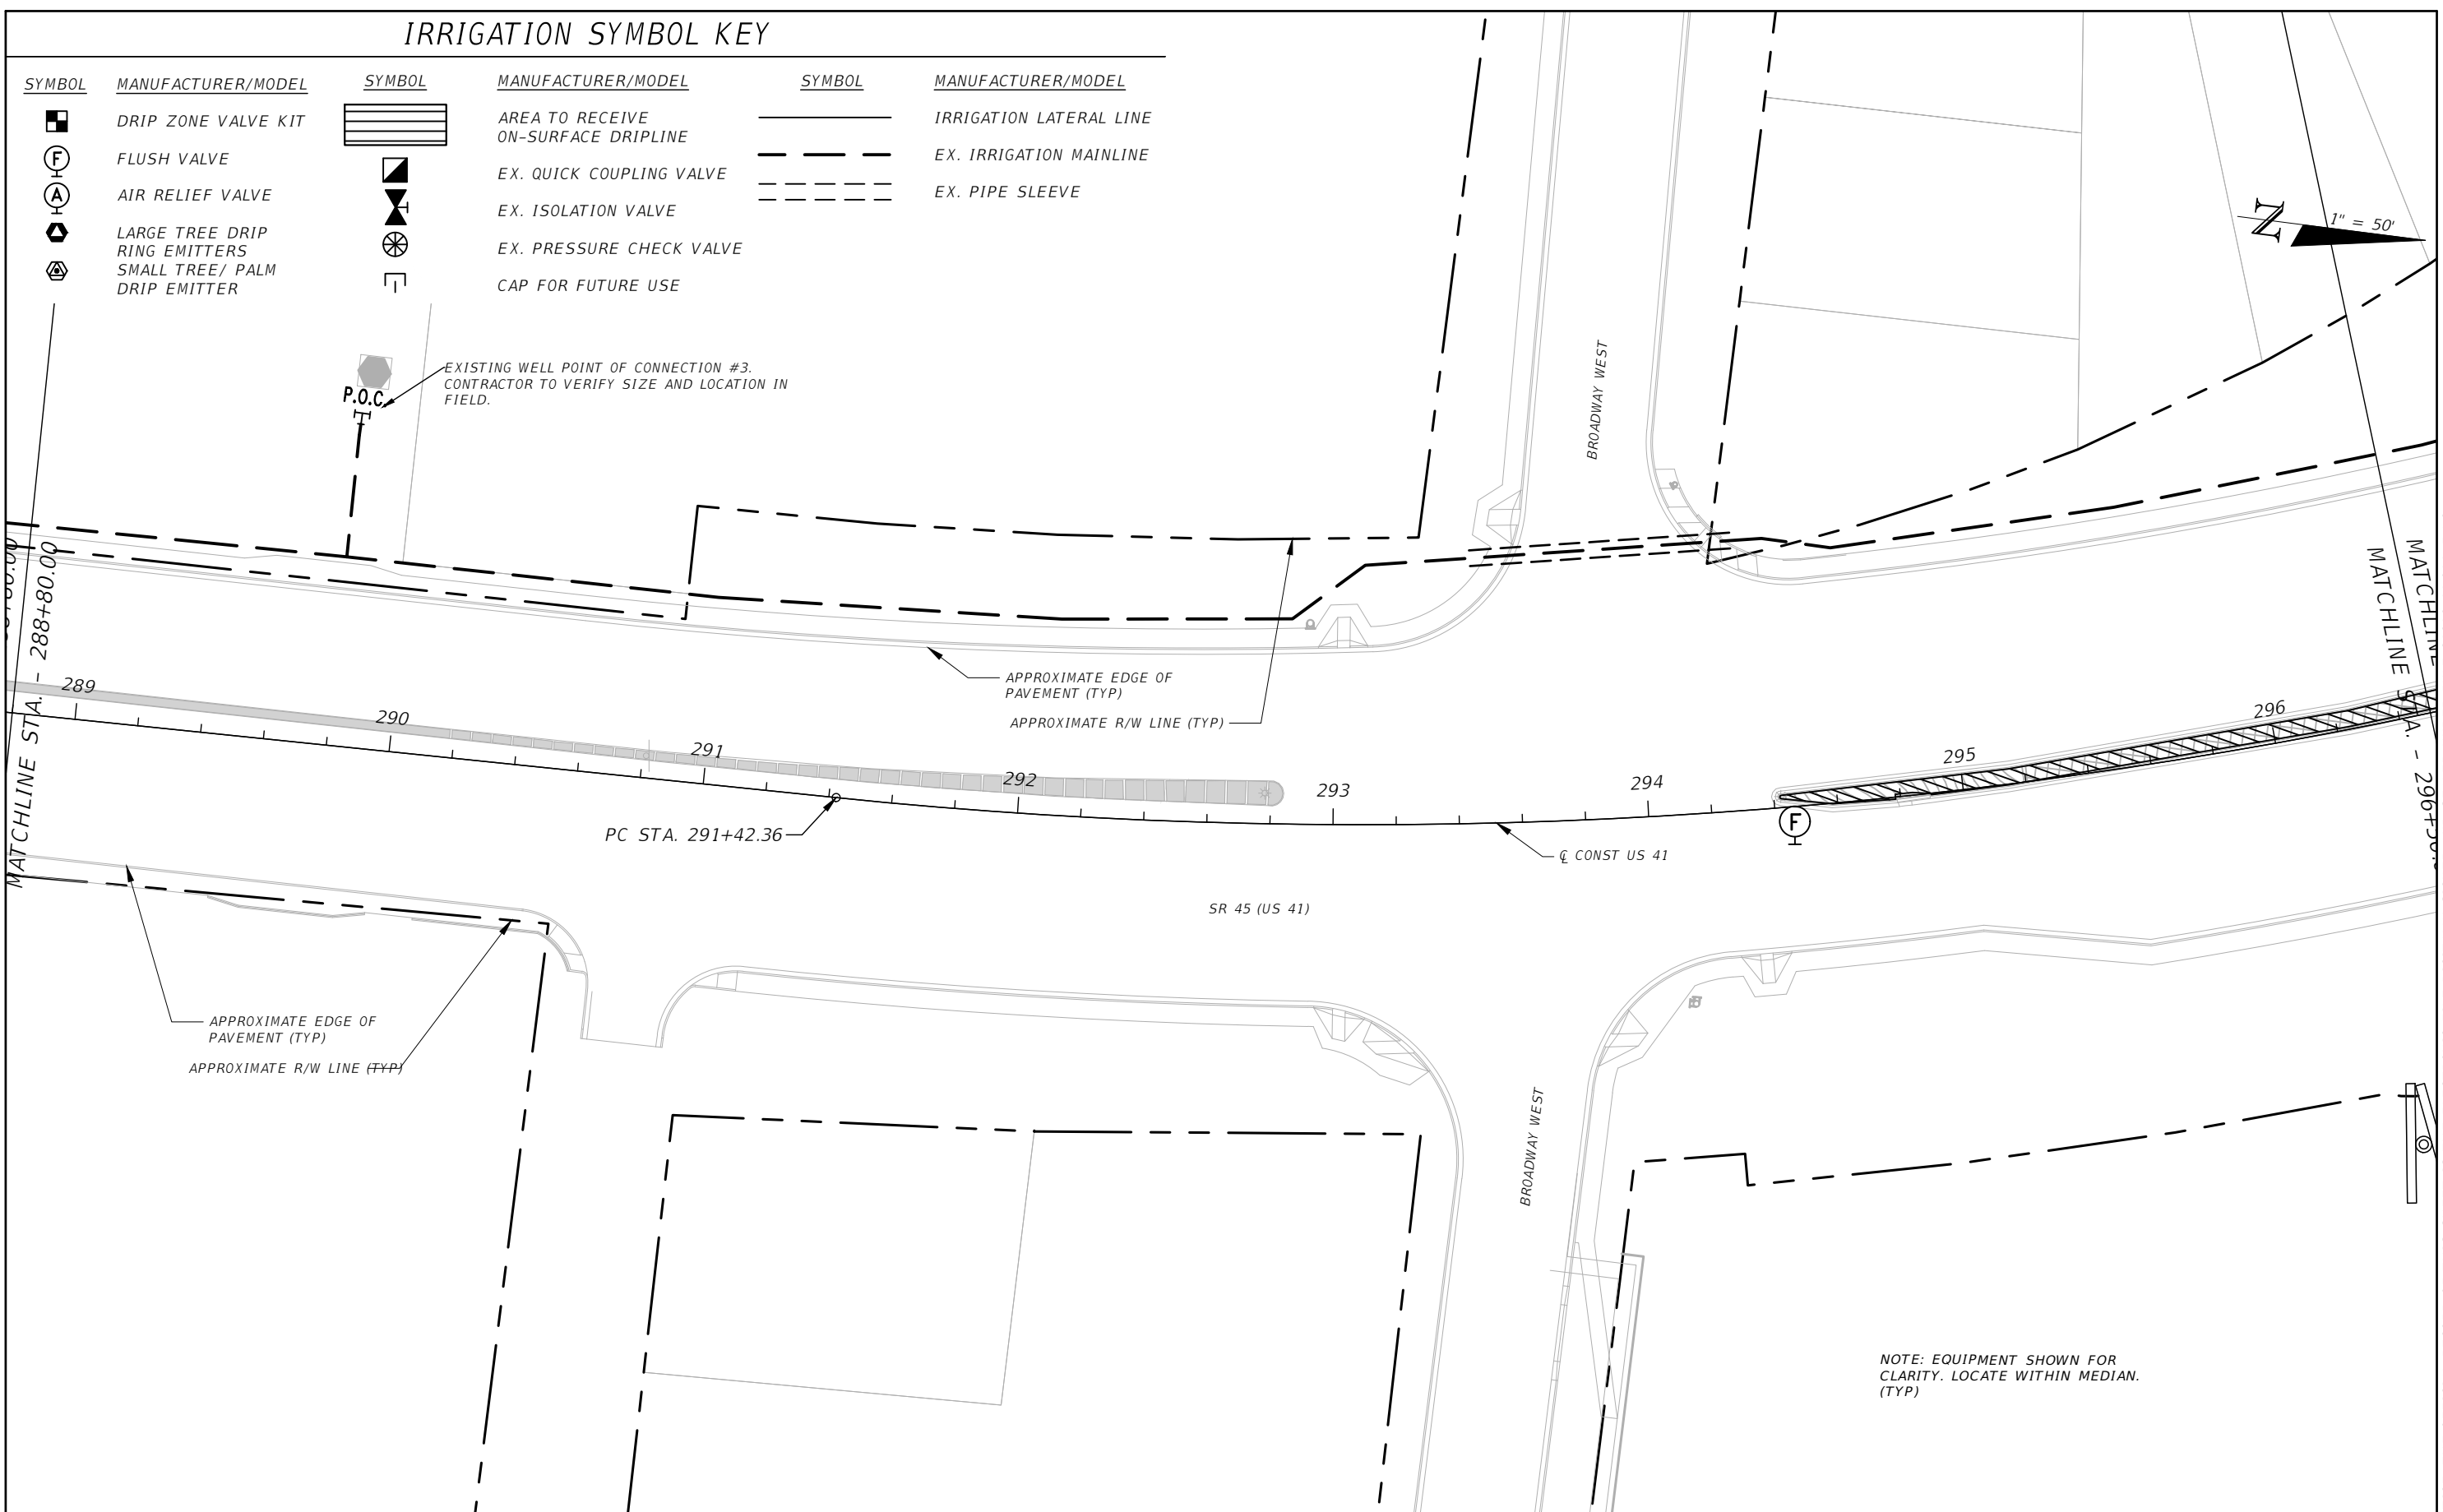 IRRIGATION SYMBOL KEY
SYMBOL MANUFACTURER/MODEL SYMBOL MANUFACTURER/MODEL SYMBOL MANUFACTURER/MODEL
DRIP ZONE VALVE KIT
F FLUSH VALVE
A AIR RELIEF VALVE
LARGE TREE DRIP
RING EMITTERS
SMALL TREE/ PALM
DRIP EMITTER
AREA TO RECEIVE
ON-SURFACE DRIPLINE
EX. QUICK COUPLING VALVE
EX. ISOLATION VALVE
EX. PRESSURE CHECK VALVE
CAP FOR FUTURE USE
IRRIGATION LATERAL LINE
EX. IRRIGATION MAINLINE
EX. PIPE SLEEVE
N
1" = 50'
EXISTING WELL POINT OF CONNECTION #3.
CONTRACTOR TO VERIFY SIZE AND LOCATION IN
FIELD.
P.O.C.
BROADWAY WEST
MATCHLINE STA. - 288+80.00
MATCHLINE
MATCHLINE STA. - 296+50.
APPROXIMATE EDGE OF
PAVEMENT (TYP)
APPROXIMATE R/W LINE (TYP)
289
290
291
292
293
294
295
296
PC STA. 291+42.36
F
℄ CONST US 41
SR 45 (US 41)
APPROXIMATE EDGE OF
PAVEMENT (TYP)
APPROXIMATE R/W LINE (TYP)
BROADWAY WEST
NOTE: EQUIPMENT SHOWN FOR
CLARITY. LOCATE WITHIN MEDIAN.
(TYP)